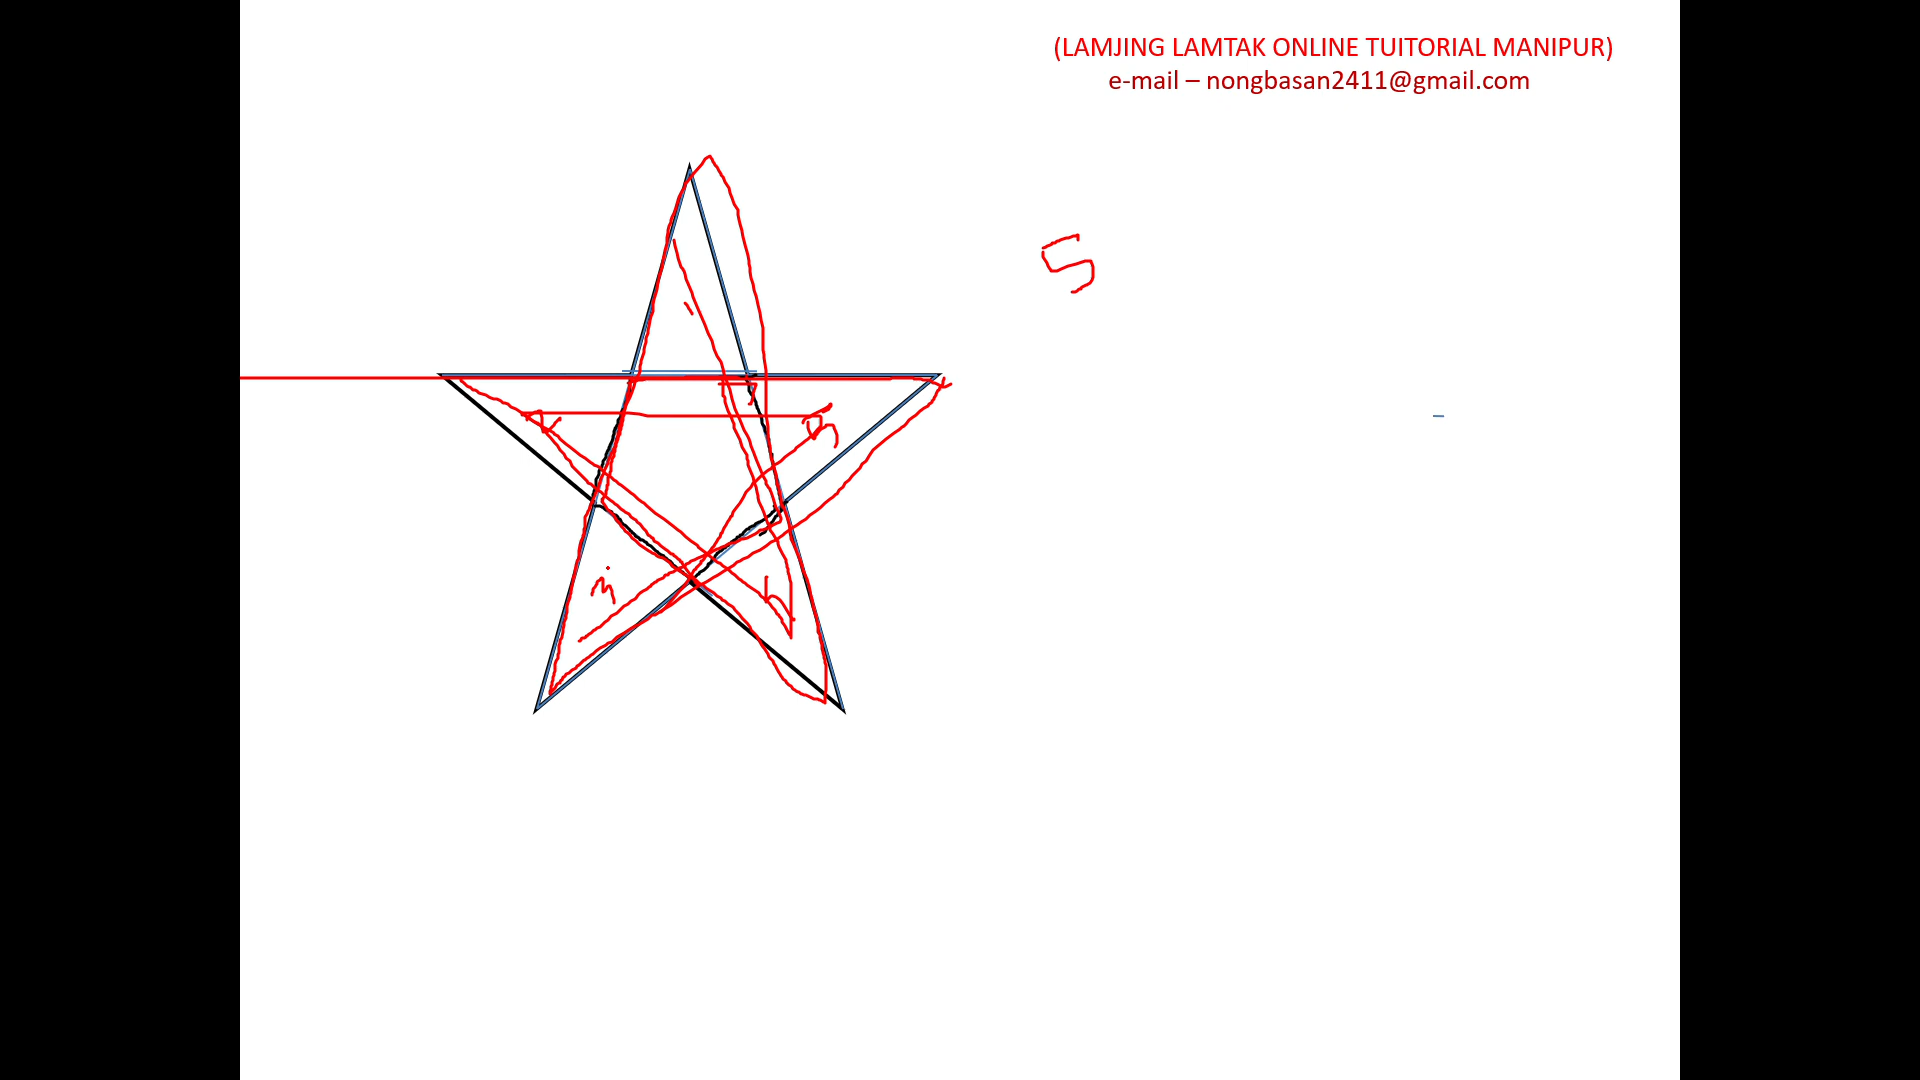 (LAMJING LAMTAK ONLINE TUITORIAL MANIPUR)
e-mail – nongbasan2411@gmail.com
5